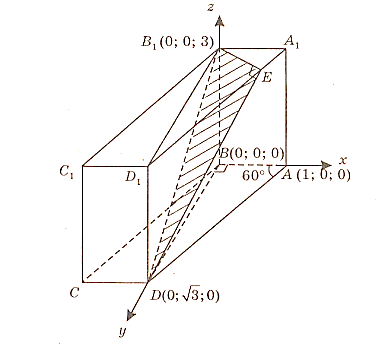 z
B₁(0; 0; 3)
A₁
E
B(0; 0; 0)
x
C₁
D₁
60°
A (1; 0; 0)
C
D(0; √3; 0)
y